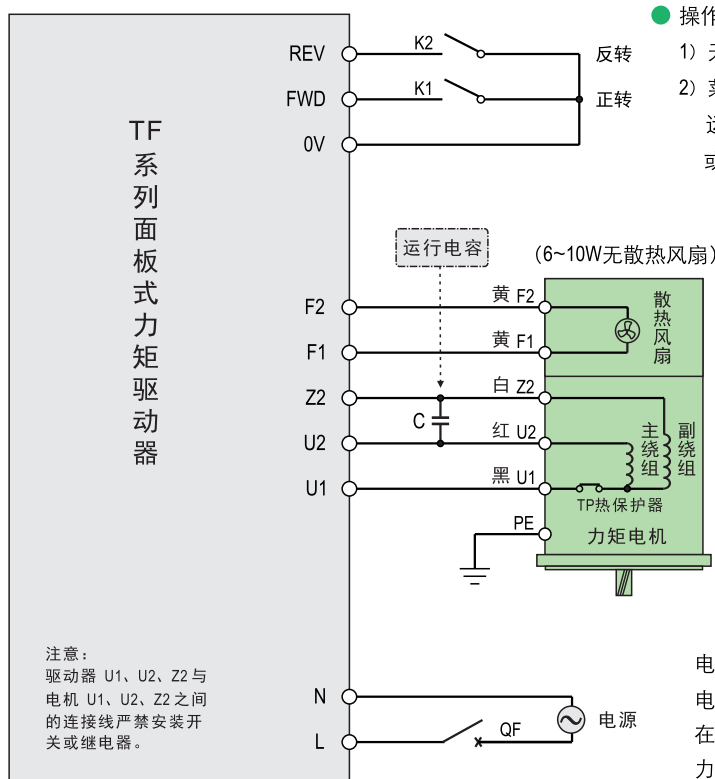 ● 操作
REV
K2
反转
1）
FWD
K1
正转
2）
0V
TF
系列面板式力矩驱动器
运行电容
(6~10W无散热风扇)
F2
黄 F2
散热风扇
F1
黄 F1
Z2
白 Z2
C
U2
红 U2
主绕组
副绕组
U1
黑 U1
TP热保护器
PE
力矩电机
注意：
驱动器 U1、U2、Z2 与
电机 U1、U2、Z2 之间
的连接线严禁安装开
关或继电器。
N
电源
L
QF
电
电
在
力